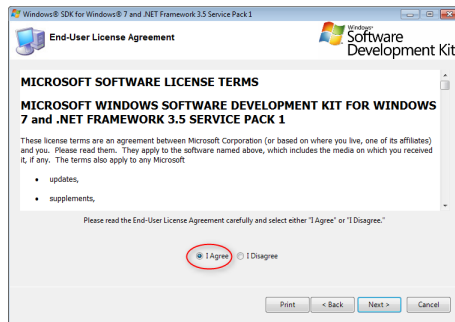 Windows® SDK for Windows® 7 and .NET Framework 3.5 Service Pack 1
End-User License Agreement
Windows®
Software
Development Kit
MICROSOFT SOFTWARE LICENSE TERMS
MICROSOFT WINDOWS SOFTWARE DEVELOPMENT KIT FOR WINDOWS
7 and .NET FRAMEWORK 3.5 SERVICE PACK 1
These license terms are an agreement between Microsoft Corporation (or based on where you live, one of its affiliates)
and you. Please read them. They apply to the software named above, which includes the media on which you received
it, if any. The terms also apply to any Microsoft
• updates,
• supplements,
Please read the End-User License Agreement carefully and select either "I Agree" or "I Disagree."
I Agree I Disagree
Print < Back Next > Cancel